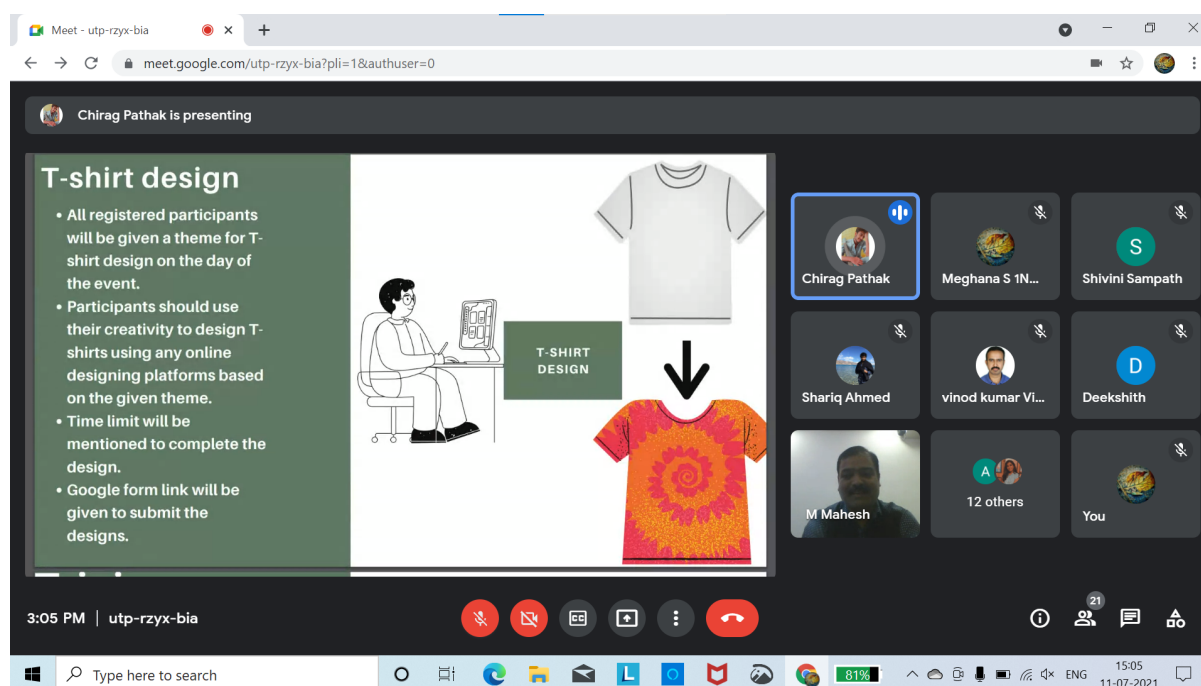 Meet - utp-rzyx-bia
meet.google.com/utp-rzyx-bia?pli=1&authuser=0
Chirag Pathak is presenting
T-shirt design
• All registered participants
will be given a theme for T-
shirt design on the day of
the event.
• Participants should use
their creativity to design T-
shirts using any online
designing platforms based
on the given theme.
• Time limit will be
mentioned to complete the
design.
• Google form link will be
given to submit the
designs.
T-SHIRT
DESIGN
Chirag Pathak
Meghana S 1N...
S
Shivini Sampath
Shariq Ahmed
vinod kumar Vi...
D
Deekshith
M Mahesh
A
12 others
You
3:05 PM | utp-rzyx-bia
CC
21
Type here to search
L
81%
ENG
15:05
11-07-2021